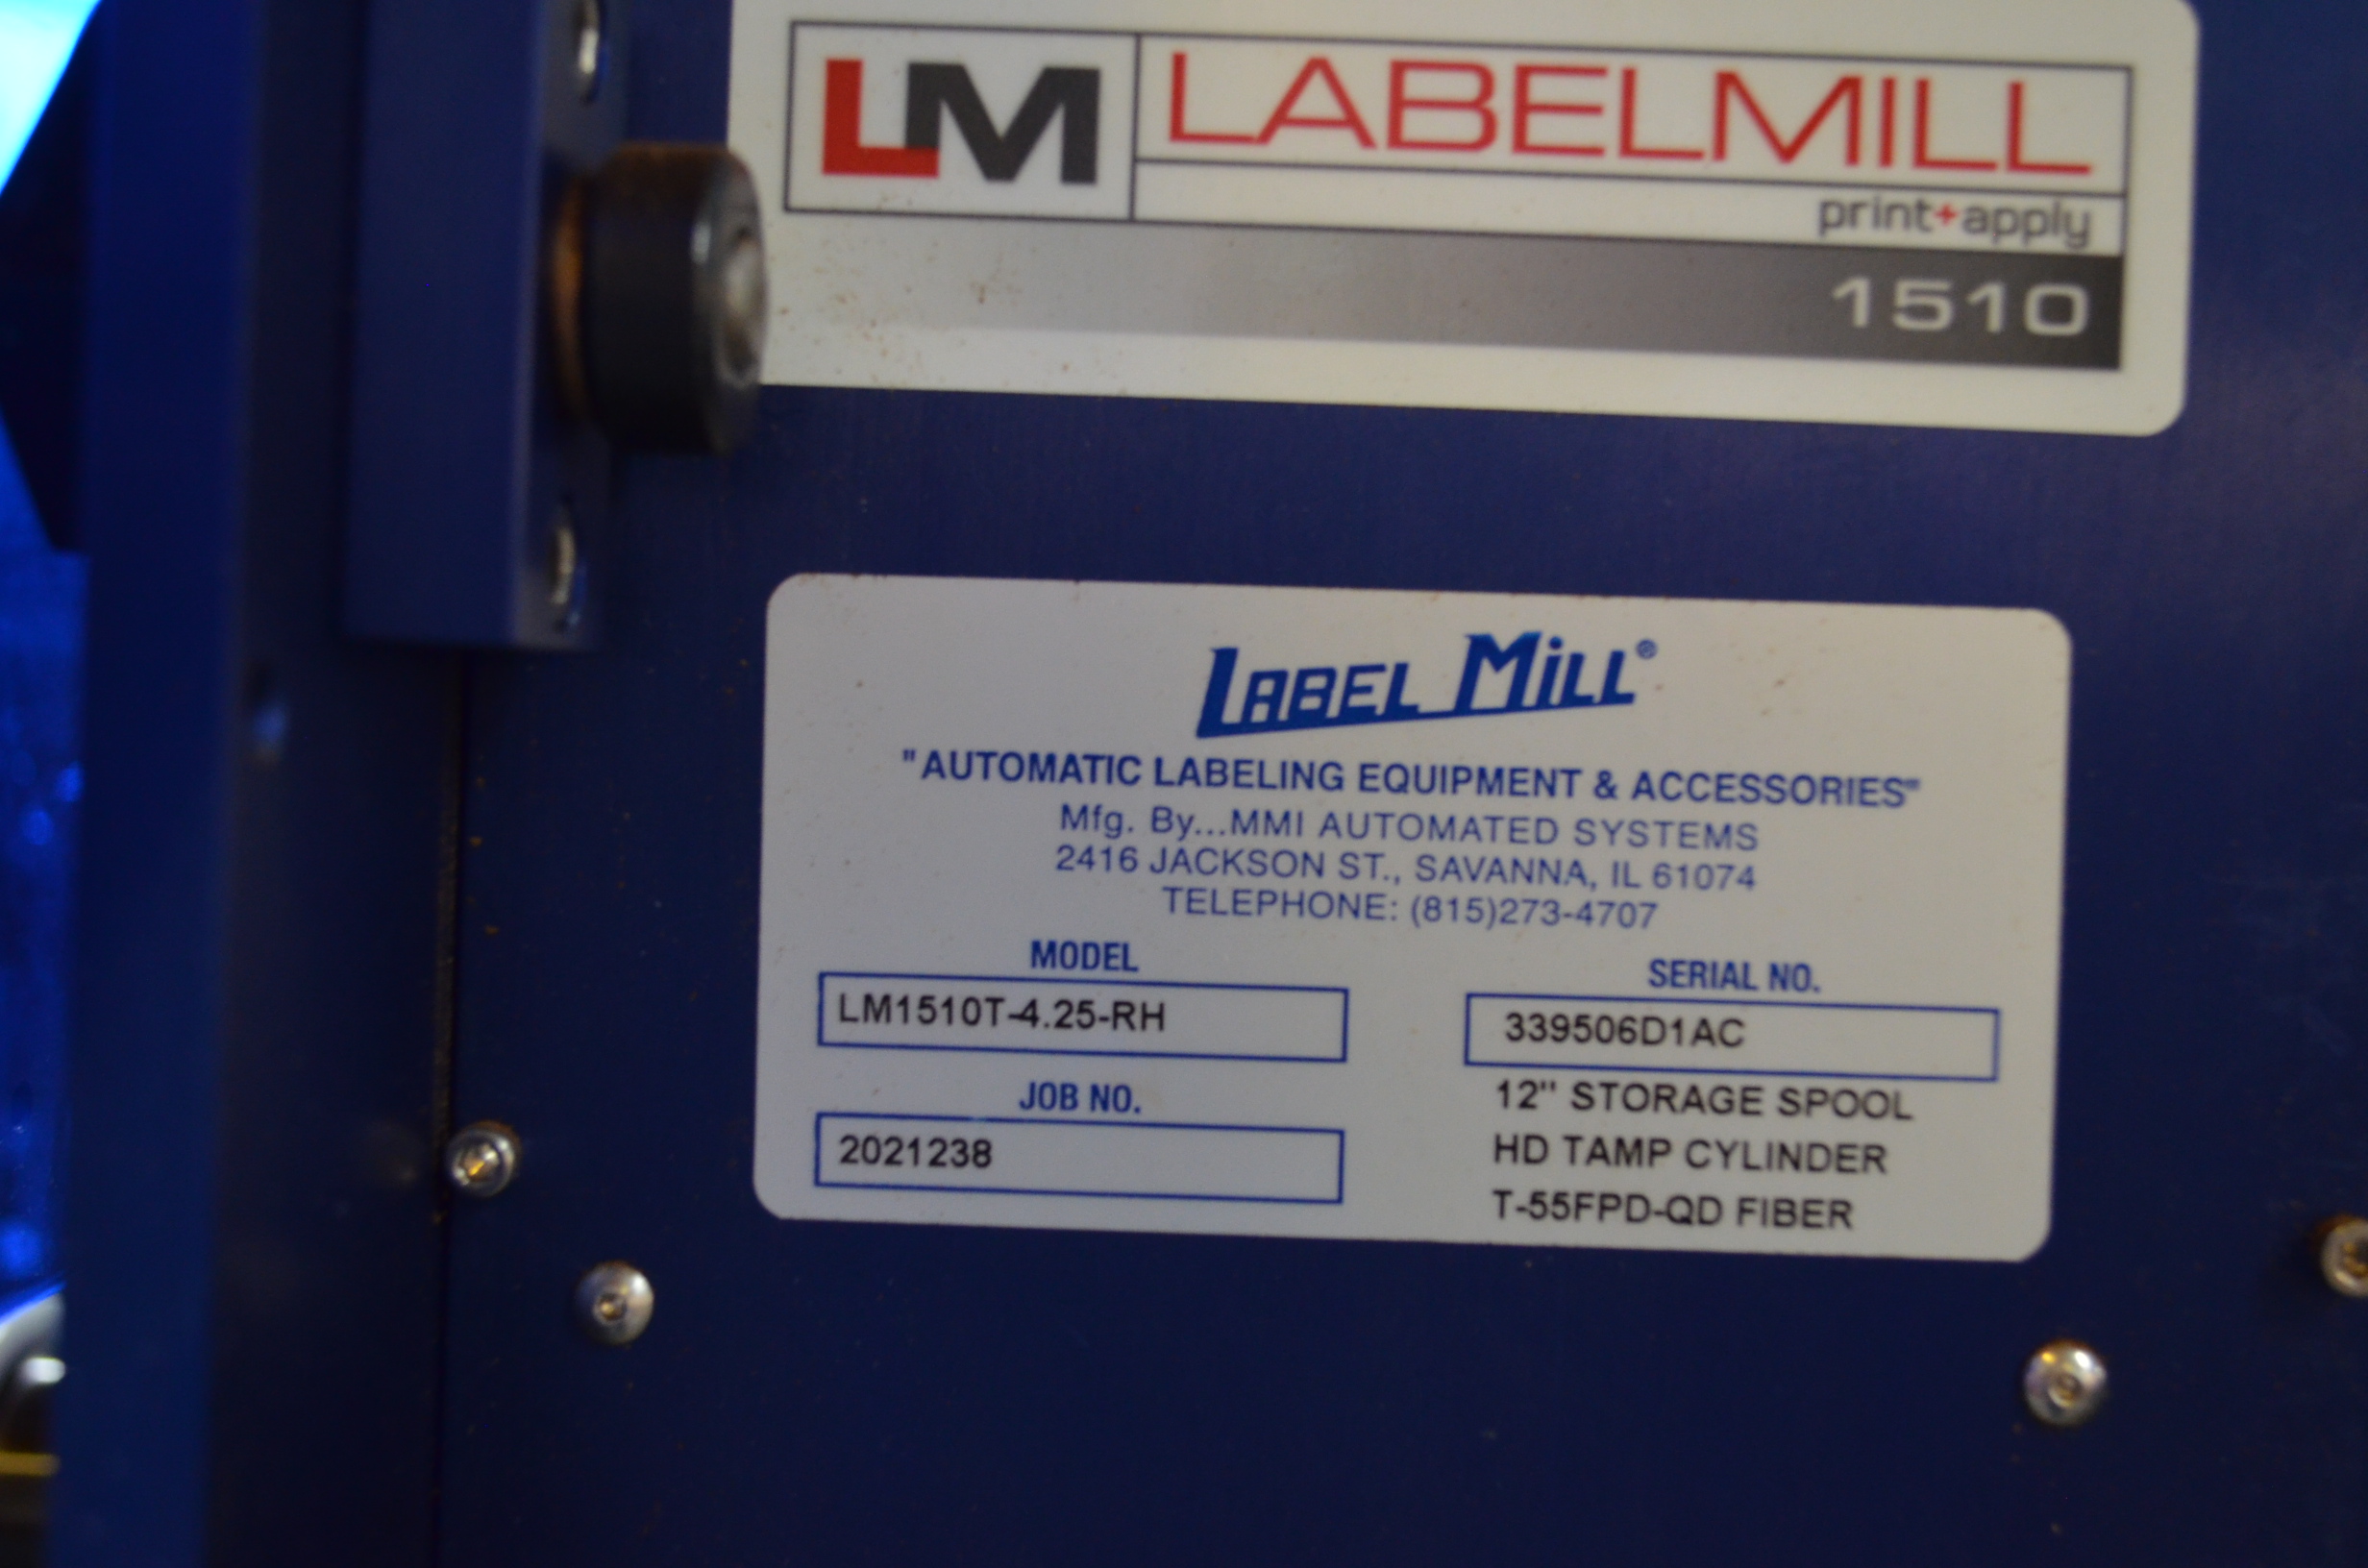 LM LABELMILL
print+apply
1510
LABEL MILL®
"AUTOMATIC LABELING EQUIPMENT & ACCESSORIES"
Mfg. By...MMI AUTOMATED SYSTEMS
2416 JACKSON ST., SAVANNA, IL 61074
TELEPHONE: (815)273-4707
MODEL
LM1510T-4.25-RH
SERIAL NO.
339506D1AC
JOB NO.
2021238
12" STORAGE SPOOL
HD TAMP CYLINDER
T-55FPD-QD FIBER